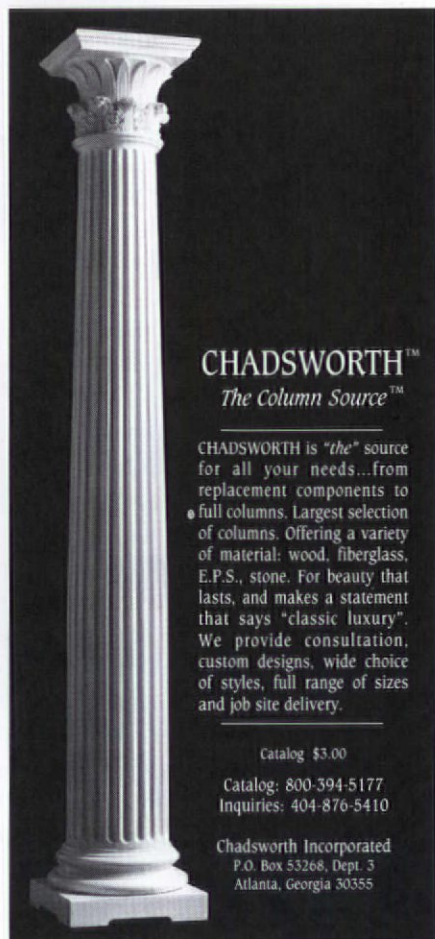 CHADSWORTH™
The Column Source™
CHADSWORTH is "the" source
for all your needs...from
replacement components to
full columns. Largest selection
of columns. Offering a variety
of material: wood, fiberglass,
E.P.S., stone. For beauty that
lasts, and makes a statement
that says "classic luxury".
We provide consultation,
custom designs, wide choice
of styles, full range of sizes
and job site delivery.
Catalog $3.00
Catalog: 800-394-5177
Inquiries: 404-876-5410
Chadsworth Incorporated
P.O. Box 53268, Dept. 3
Atlanta, Georgia 30355